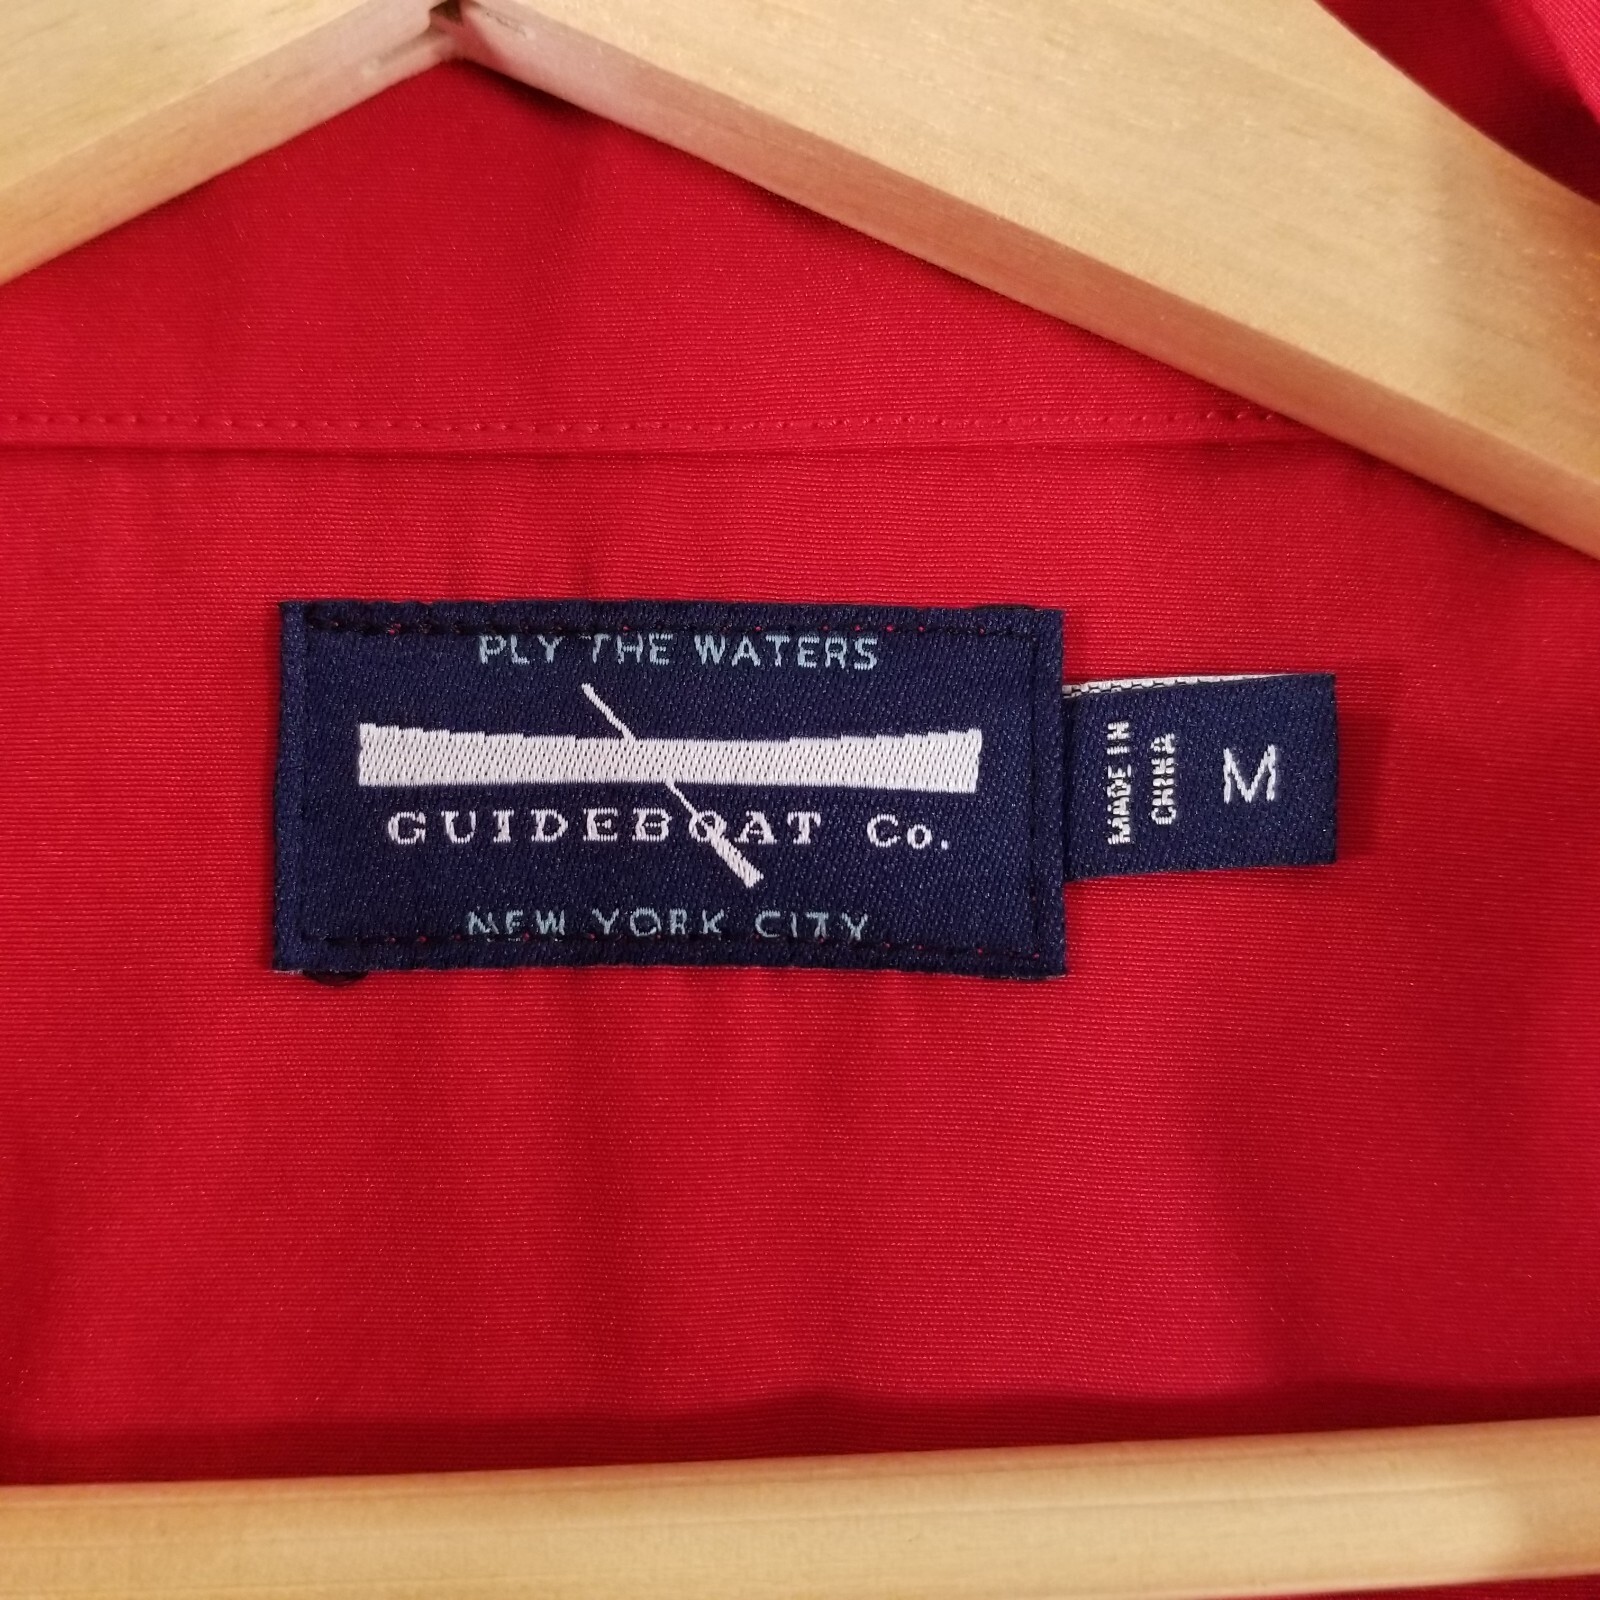 PLY THE WATERS
GUIDEBOAT Co.
NEW YORK CITY
MADE IN
CHINA
M